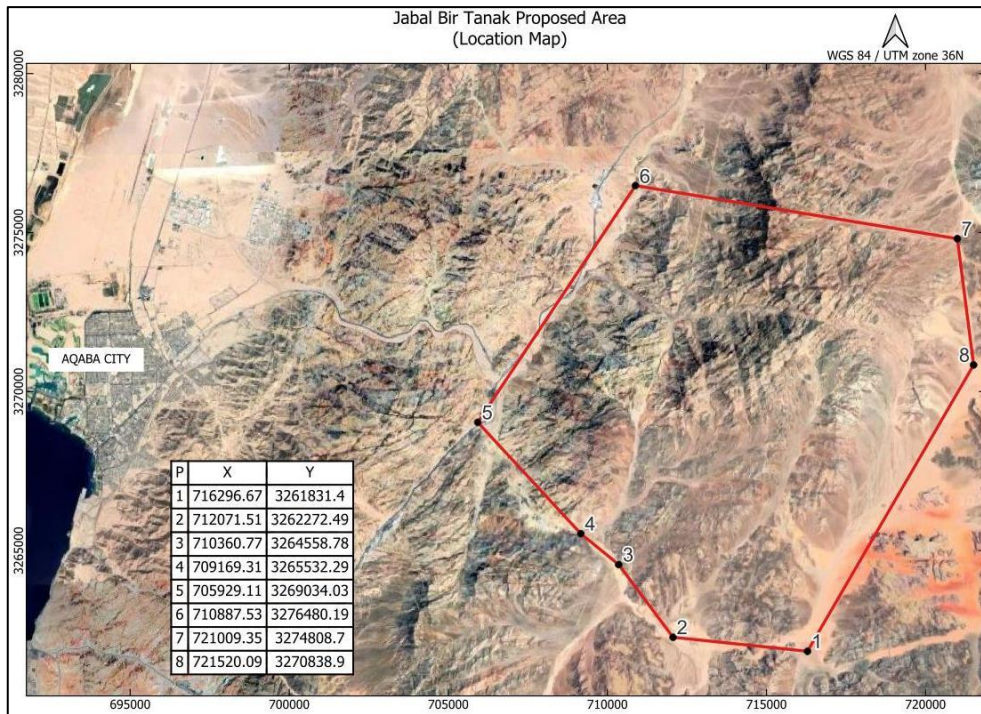 Jabal Bir Tanak Proposed Area
(Location Map)
WGS 84 / UTM zone 36N
3280000
3275000
3270000
3265000
6
7
8
AQABA CITY
5
4
3
2
1
P X Y
1 716296.67 3261831.4
2 712071.51 3262272.49
3 710360.77 3264558.78
4 709169.31 3265532.29
5 705929.11 3269034.03
6 710887.53 3276480.19
7 721009.35 3274808.7
8 721520.09 3270838.9
695000 700000 705000 710000 715000 720000